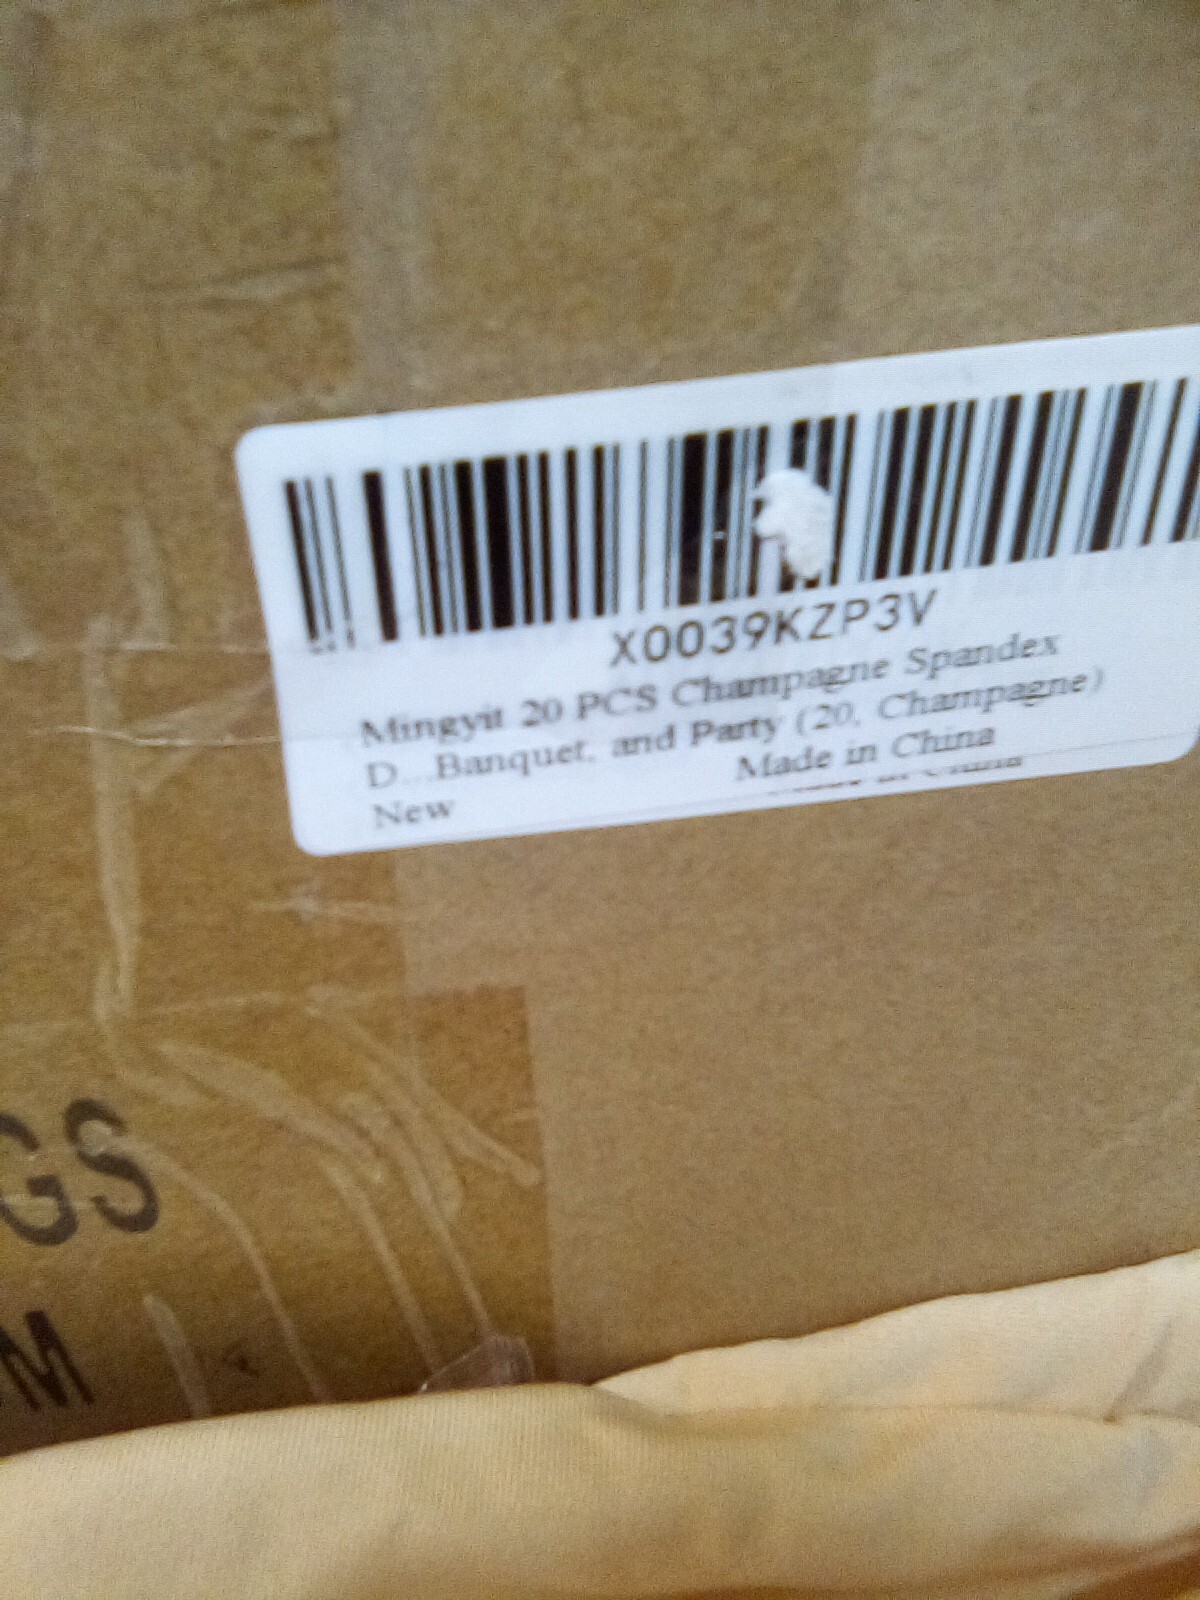 X0039KZP3V
Mingyit 20 PCS Champagne Spandex
D...Banquet, and Party (20, Champagne)
New Made in China
GS
M